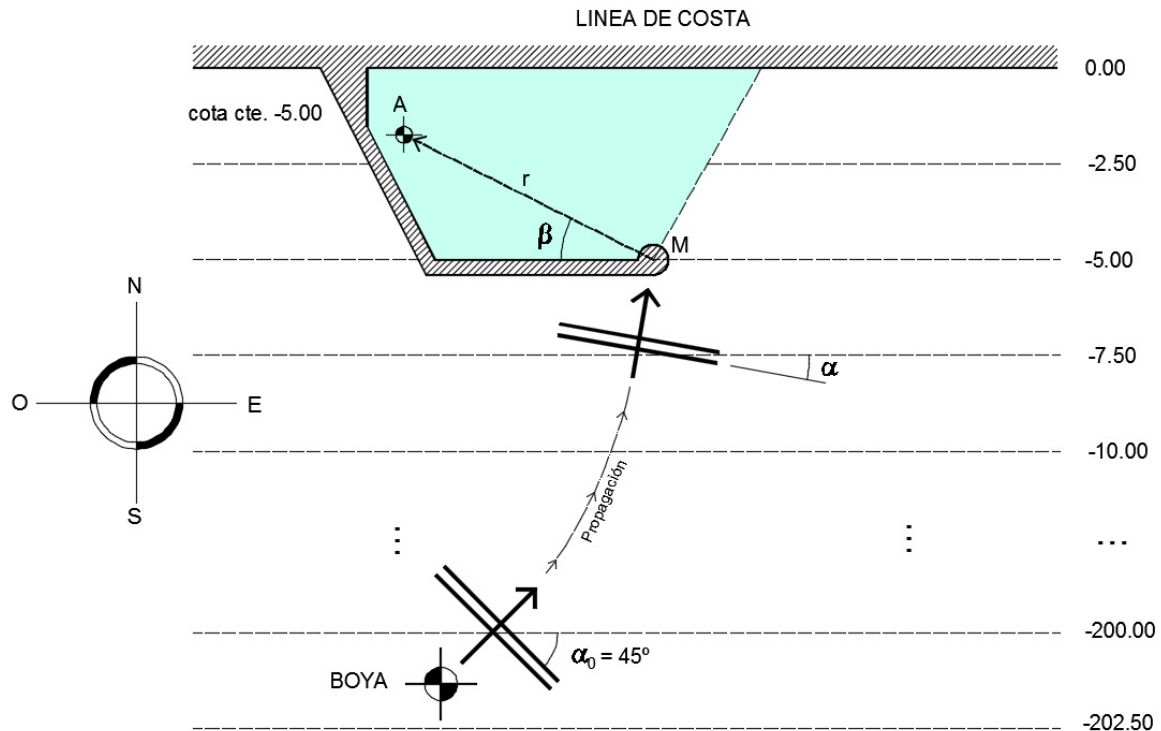 LINEA DE COSTA
0.00
cota cte. -5.00
A
-2.50
r
β
M
-5.00
N
-7.50
α
O
E
-10.00
S
Propagación
⋮
⋮
...
-200.00
α₀ = 45º
BOYA
-202.50